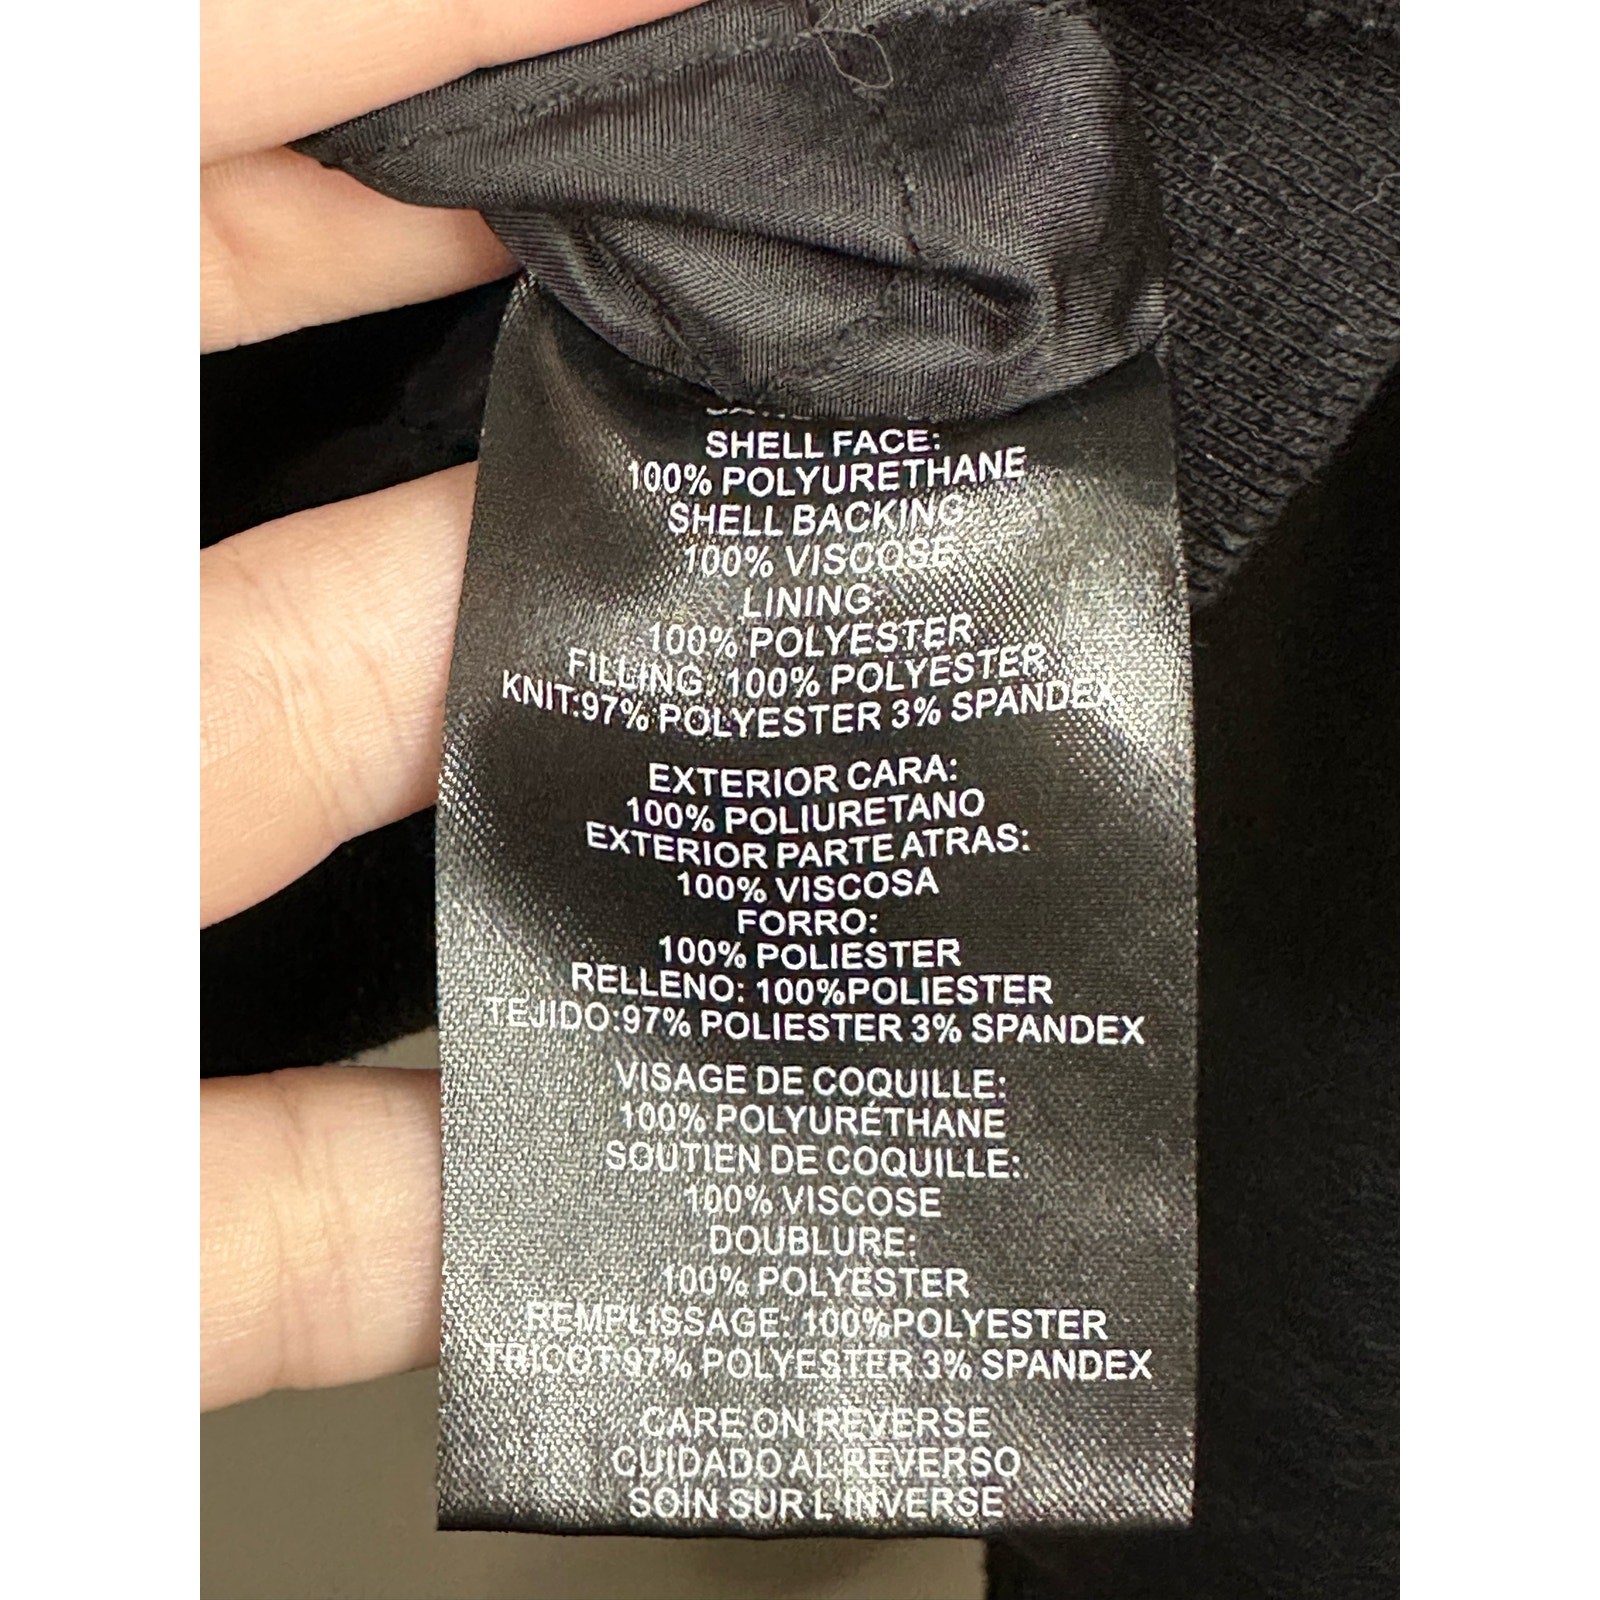 SHELL FACE:
100% POLYURETHANE
SHELL BACKING:
100% VISCOSE
LINING:
100% POLYESTER
FILLING: 100% POLYESTER
KNIT:97% POLYESTER 3% SPANDEX
EXTERIOR CARA:
100% POLIURETANO
EXTERIOR PARTE ATRAS:
100% VISCOSA
FORRO:
100% POLIESTER
RELLENO: 100%POLIESTER
TEJIDO:97% POLIESTER 3% SPANDEX
VISAGE DE COQUILLE:
100% POLYURÉTHANE
SOUTIEN DE COQUILLE:
100% VISCOSE
DOUBLURE:
100% POLYESTER
REMPLISSAGE: 100%POLYESTER
TRICOT:97% POLYESTER 3% SPANDEX
CARE ON REVERSE
CUIDADO AL REVERSO
SOIN SUR L'INVERSE